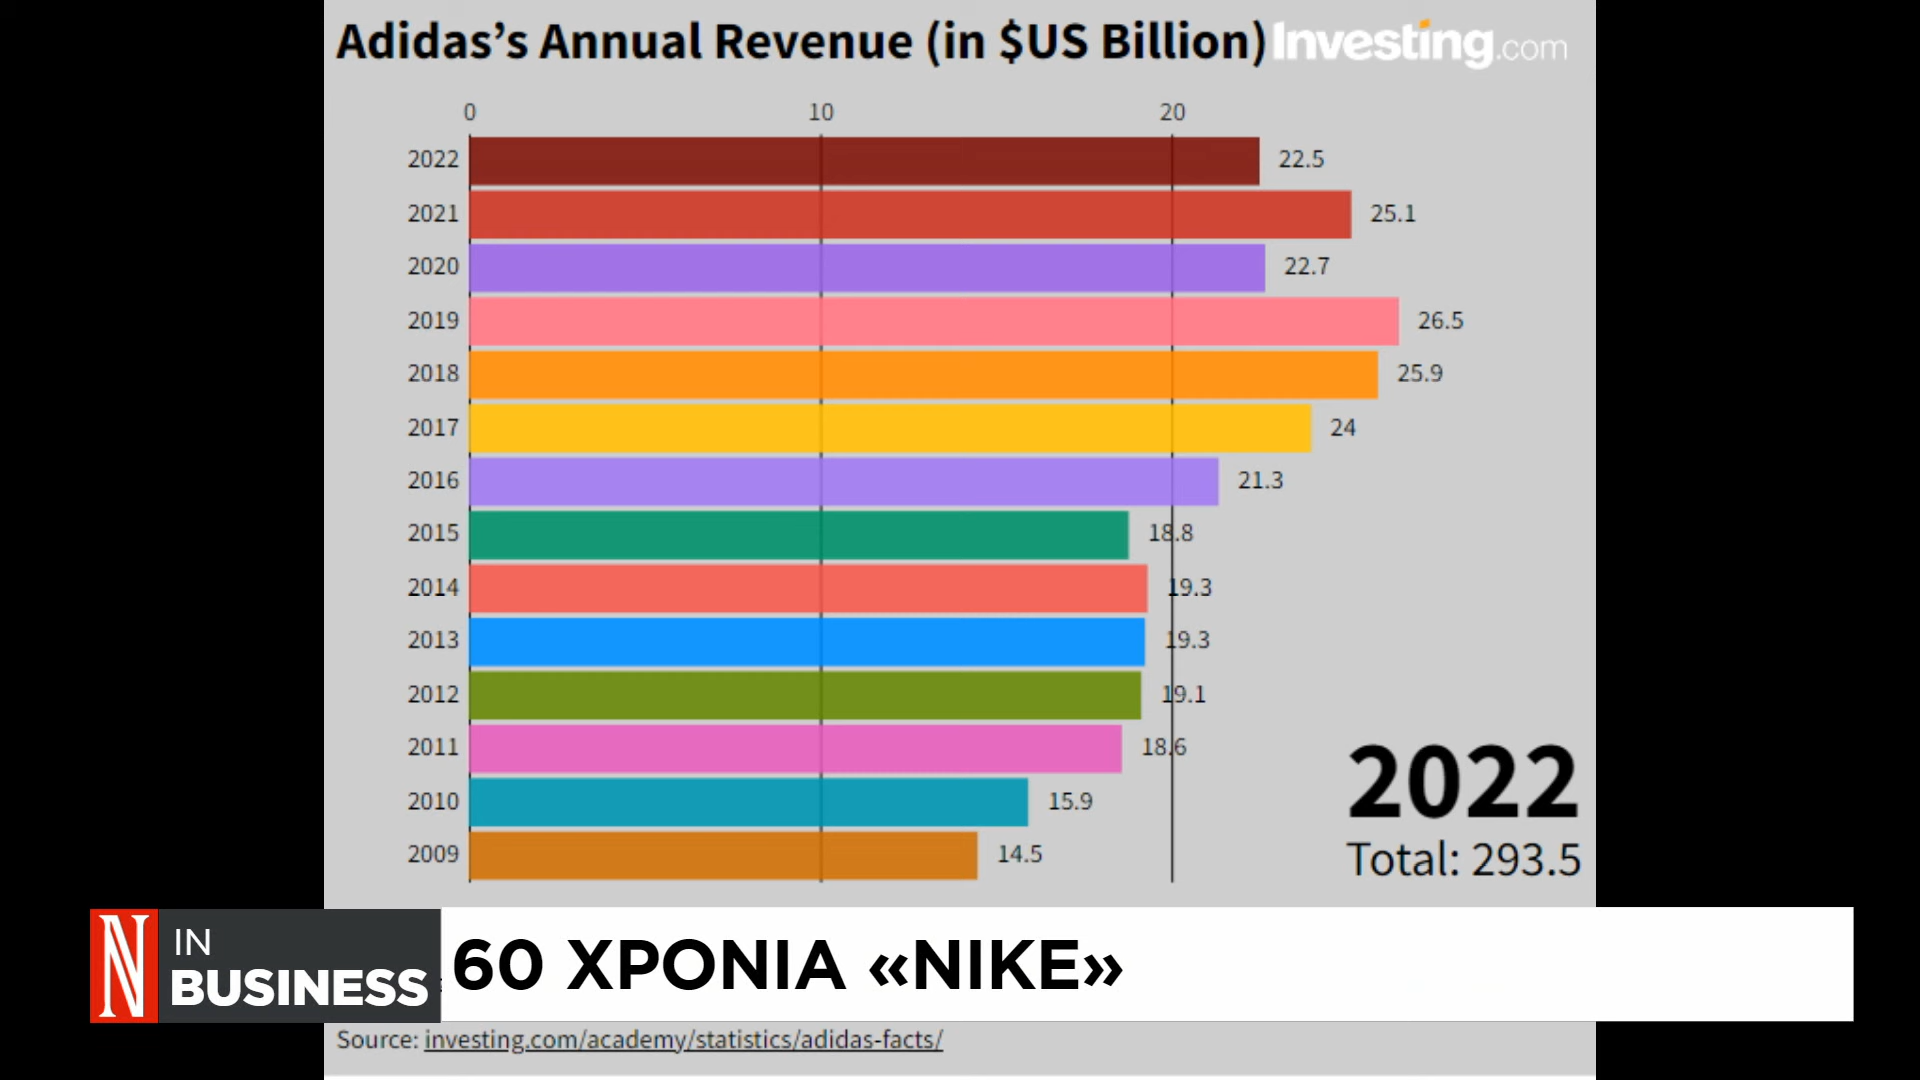 Adidas’s Annual Revenue (in $US Billion)
Investing.com
0 10 20
2022 22.5
2021 25.1
2020 22.7
2019 26.5
2018 25.9
2017 24
2016 21.3
2015 18.8
2014 19.3
2013 19.3
2012 19.1
2011 18.6
2010 15.9
2009 14.5
2022
Total: 293.5
N IN
BUSINESS
60 ΧΡΟΝΙΑ «NIKE»
Source: investing.com/academy/statistics/adidas-facts/